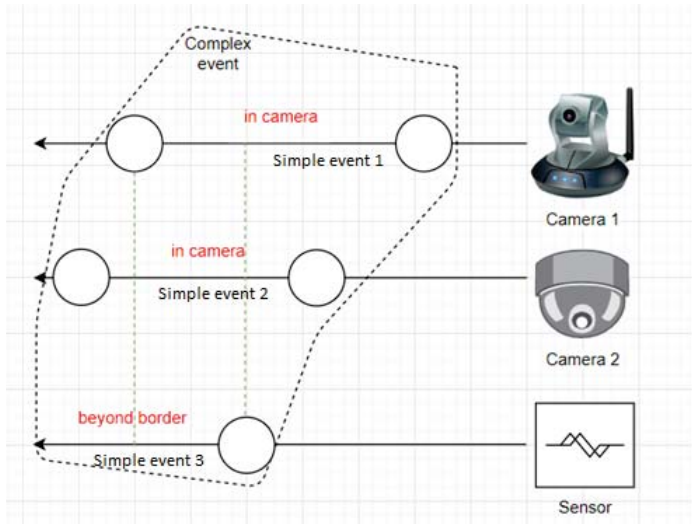 Complex
event
in camera
Simple event 1
Camera 1
in camera
Simple event 2
Camera 2
beyond border
Simple event 3
Sensor